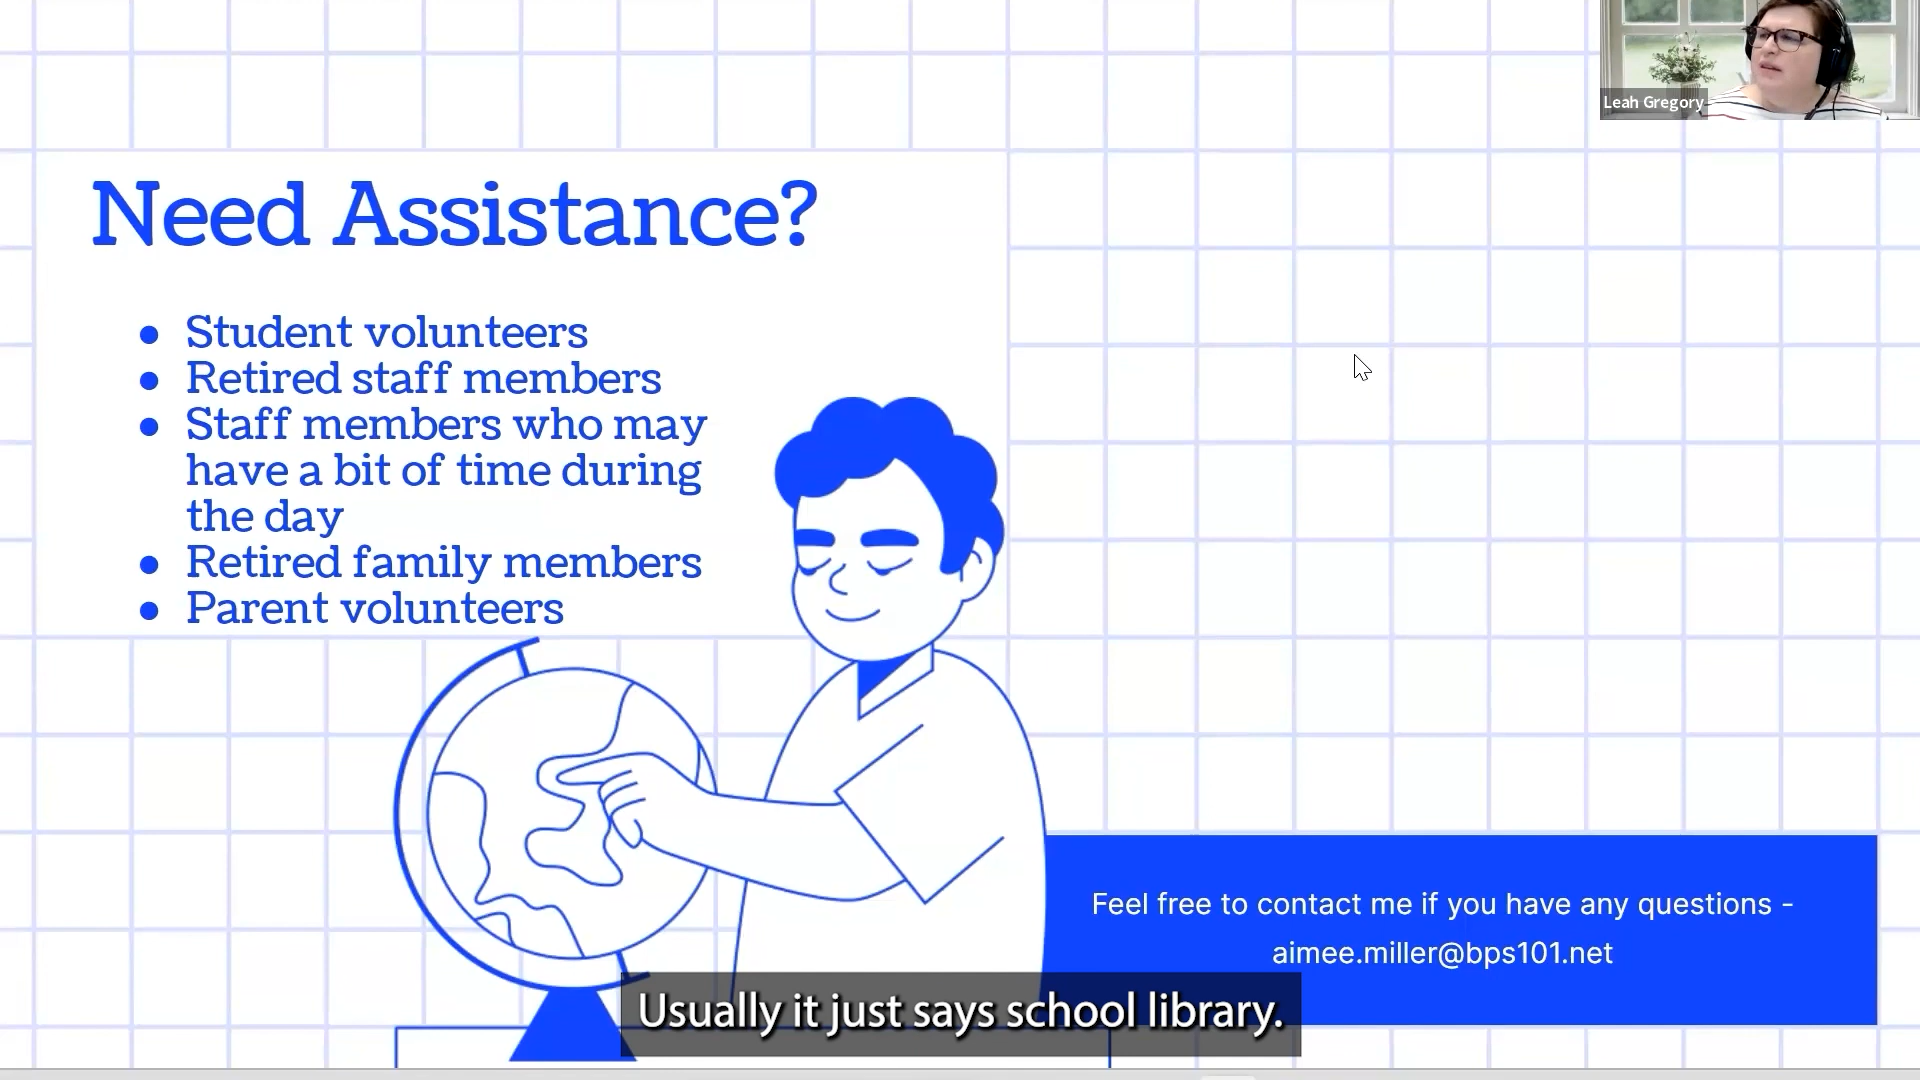 Leah Gregory
Need Assistance?
● Student volunteers
● Retired staff members
● Staff members who may
have a bit of time during
the day
● Retired family members
● Parent volunteers
Feel free to contact me if you have any questions -
aimee.miller@bps101.net
Usually it just says school library.